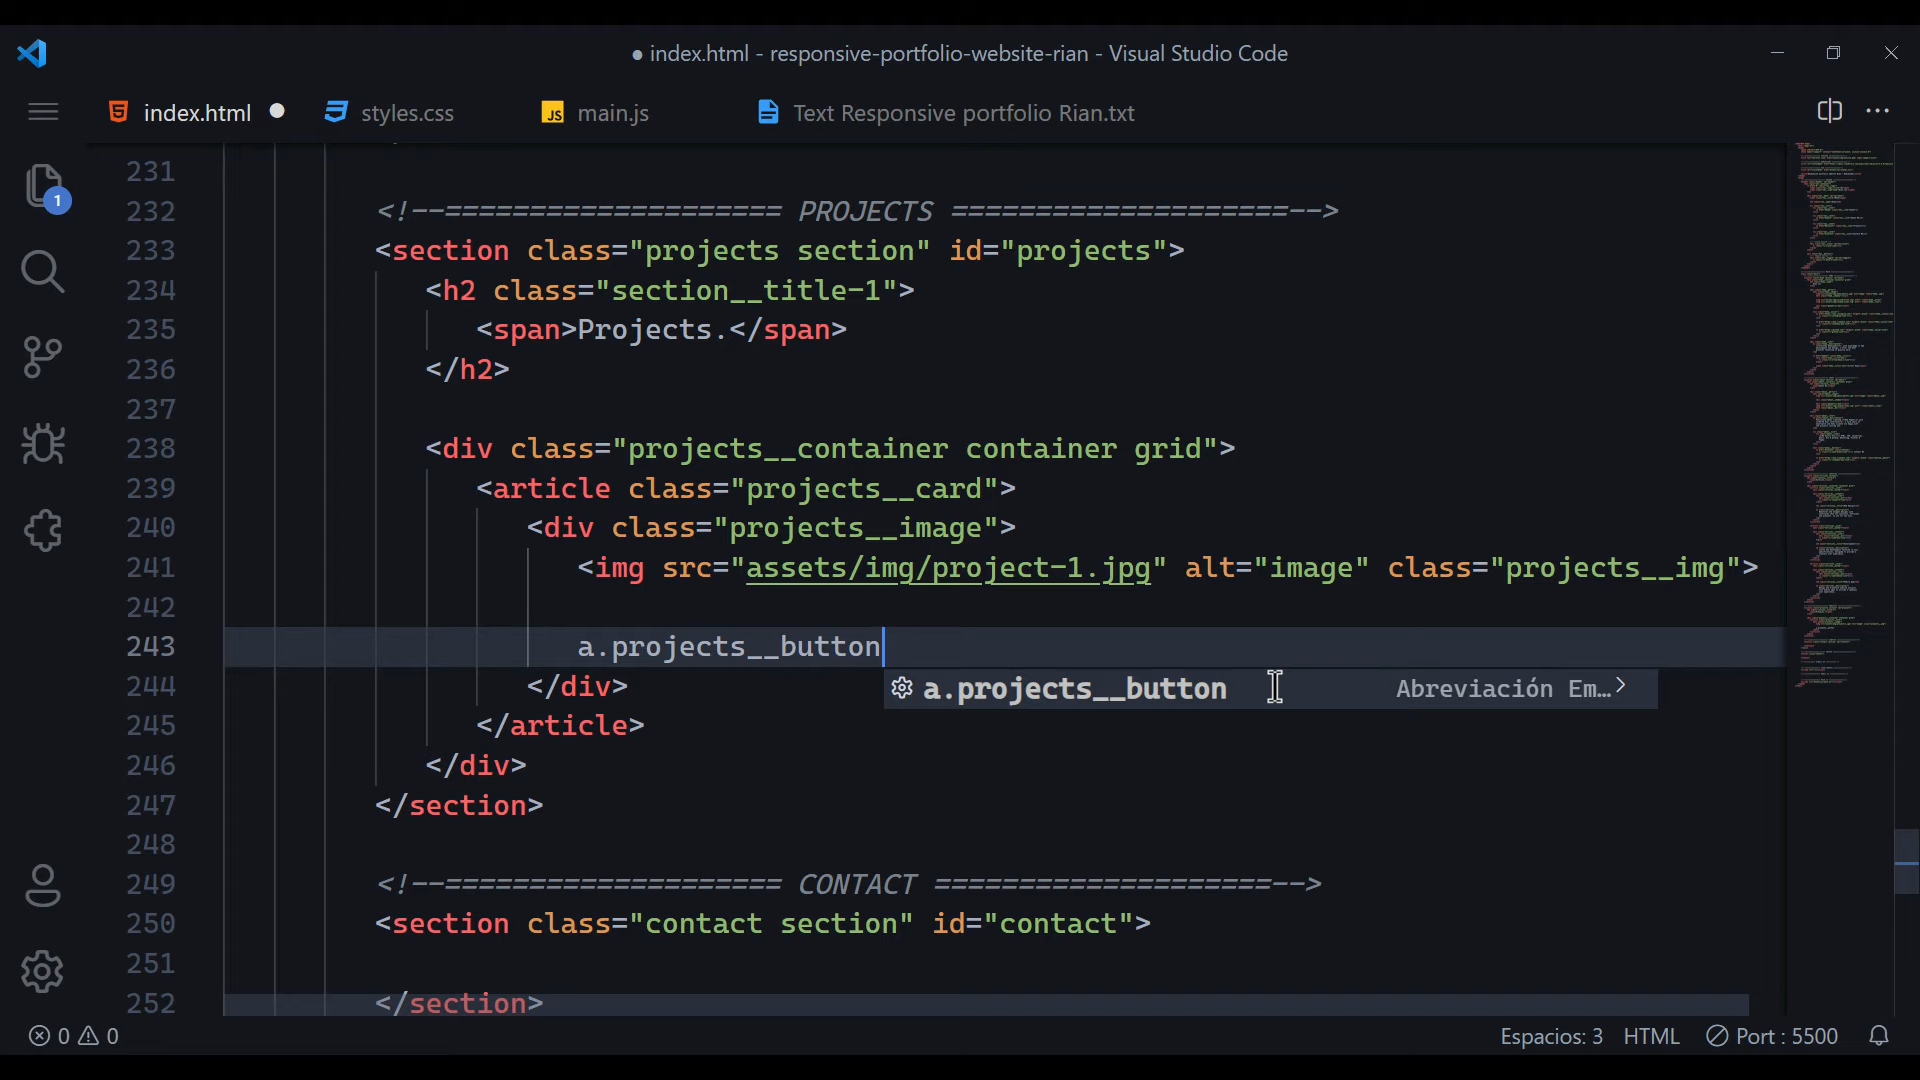 ● index.html - responsive-portfolio-website-rian - Visual Studio Code
index.html ● styles.css JS main.js Text Responsive portfolio Rian.txt
1
231
232 <!--==================== PROJECTS ====================-->
233 <section class="projects section" id="projects">
234 <h2 class="section__title-1">
235 <span>Projects.</span>
236 </h2>
237
238 <div class="projects__container container grid">
239 <article class="projects__card">
240 <div class="projects__image">
241 <img src="assets/img/project-1.jpg" alt="image" class="projects__img">
242
243 a.projects__button
244 </div>
a.projects__button Abreviación Em…
245 </article>
246 </div>
247 </section>
248
249 <!--==================== CONTACT ====================-->
250 <section class="contact section" id="contact">
251
252 </section>
0 0 Espacios: 3 HTML Port : 5500